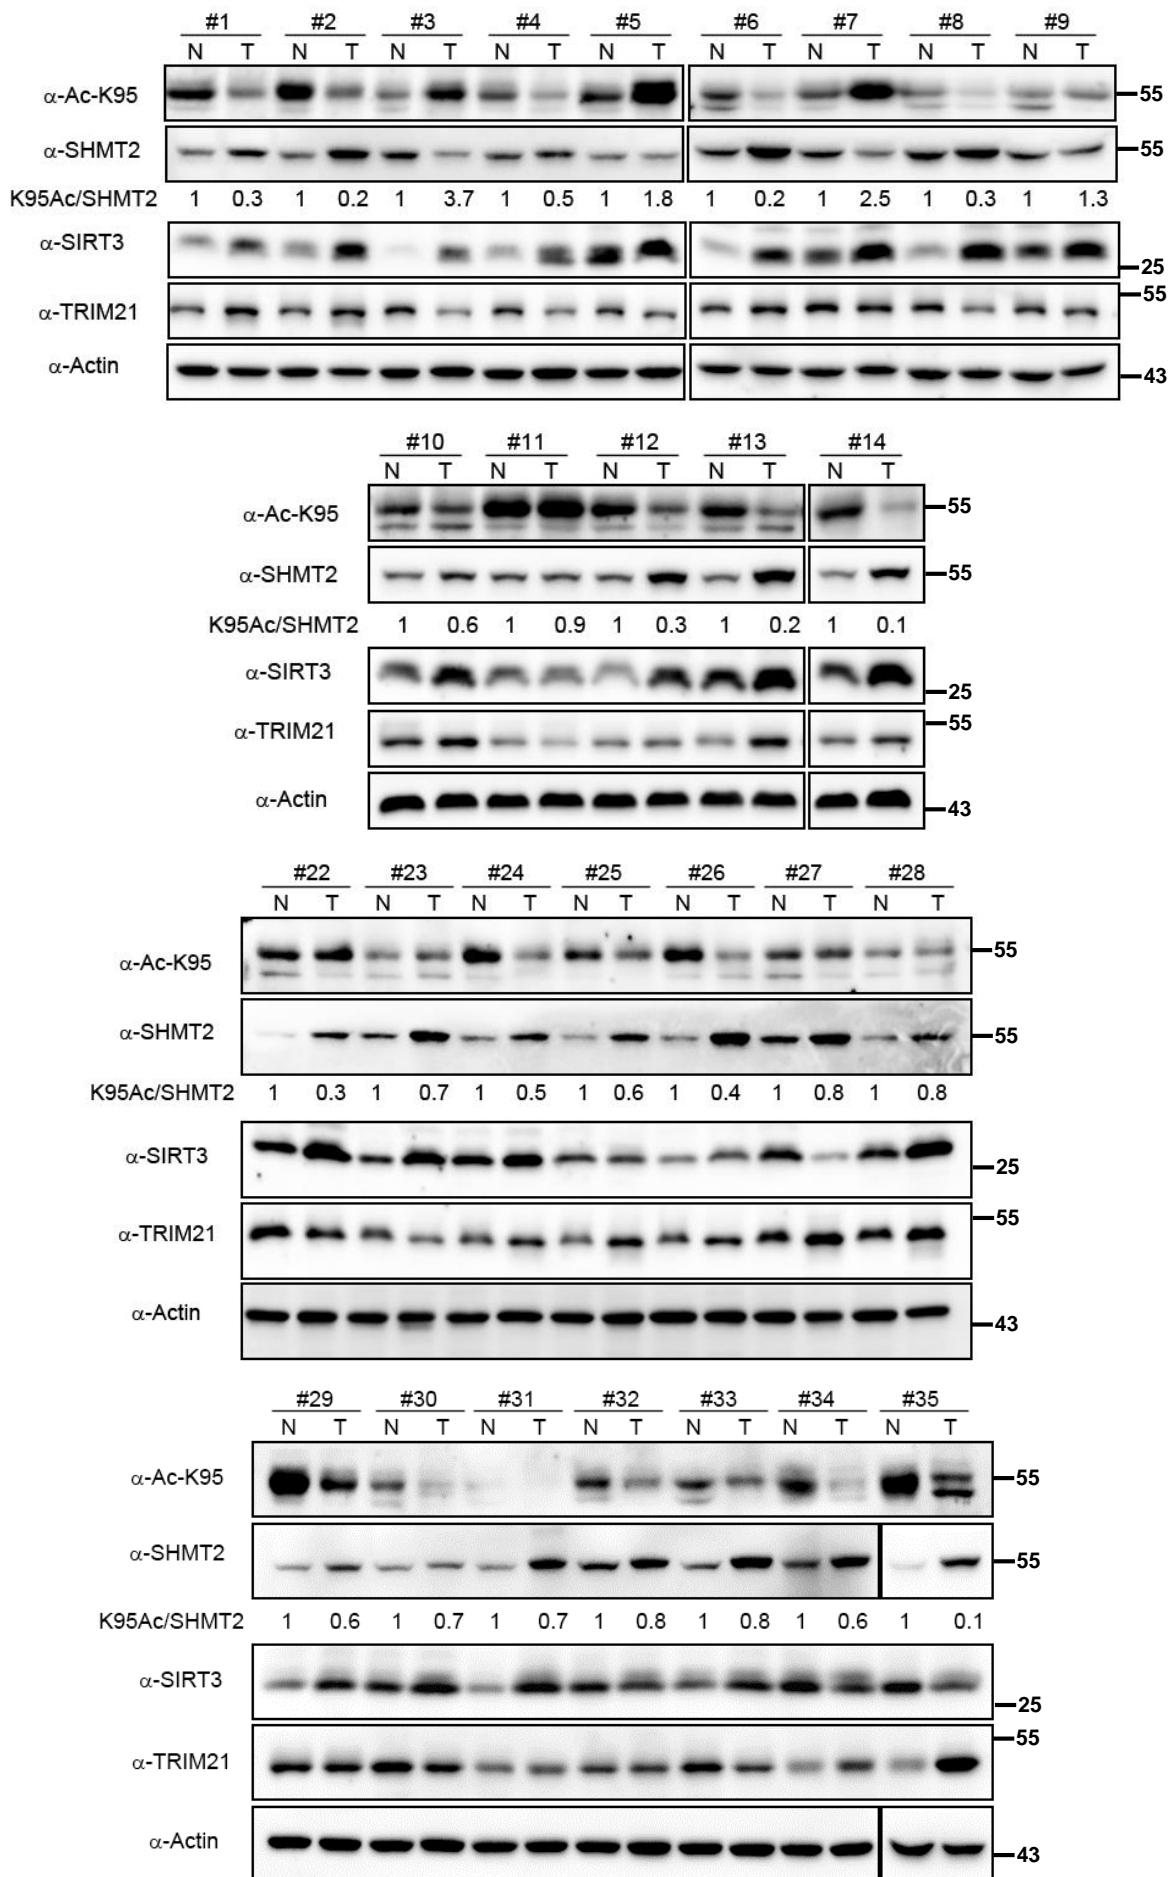 #1 #2 #3 #4 #5 #6 #7 #8 #9
N T N T N T N T N T N T N T N T N T
α-Ac-K95 55
α-SHMT2 55
K95Ac/SHMT2 1 0.3 1 0.2 1 3.7 1 0.5 1 1.8 1 0.2 1 2.5 1 0.3 1 1.3
α-SIRT3 25
α-TRIM21 55
α-Actin 43
#10 #11 #12 #13 #14
N T N T N T N T N T
α-Ac-K95 55
α-SHMT2 55
K95Ac/SHMT2 1 0.6 1 0.9 1 0.3 1 0.2 1 0.1
α-SIRT3 25
α-TRIM21 55
α-Actin 43
#22 #23 #24 #25 #26 #27 #28
N T N T N T N T N T N T N T
α-Ac-K95 55
α-SHMT2 55
K95Ac/SHMT2 1 0.3 1 0.7 1 0.5 1 0.6 1 0.4 1 0.8 1 0.8
α-SIRT3 25
α-TRIM21 55
α-Actin 43
#29 #30 #31 #32 #33 #34 #35
N T N T N T N T N T N T N T
α-Ac-K95 55
α-SHMT2 55
K95Ac/SHMT2 1 0.6 1 0.7 1 0.7 1 0.8 1 0.8 1 0.6 1 0.1
α-SIRT3 25
α-TRIM21 55
α-Actin 43